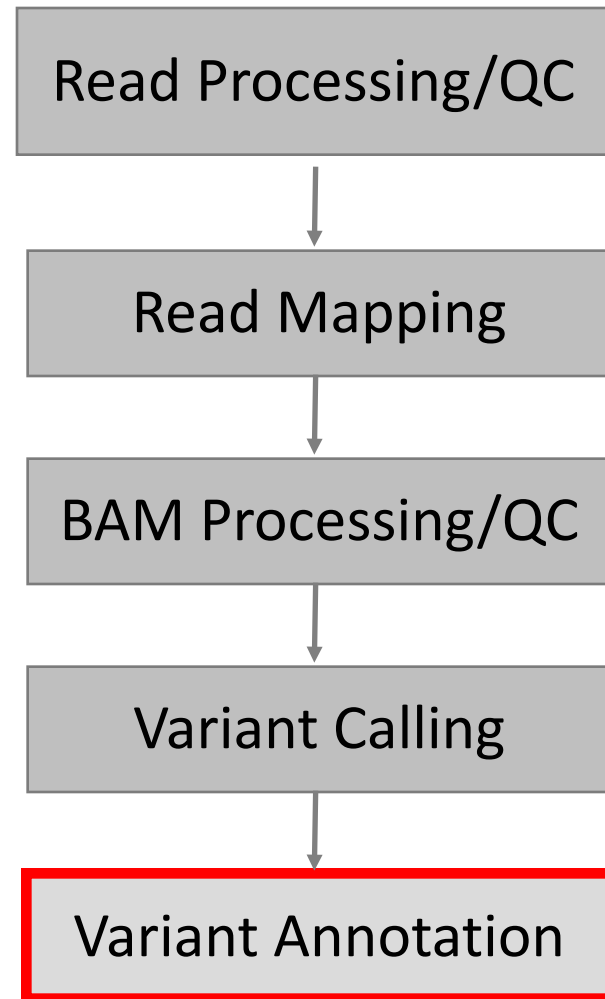 Read Processing/QC
Read Mapping
BAM Processing/QC
Variant Calling
Variant Annotation